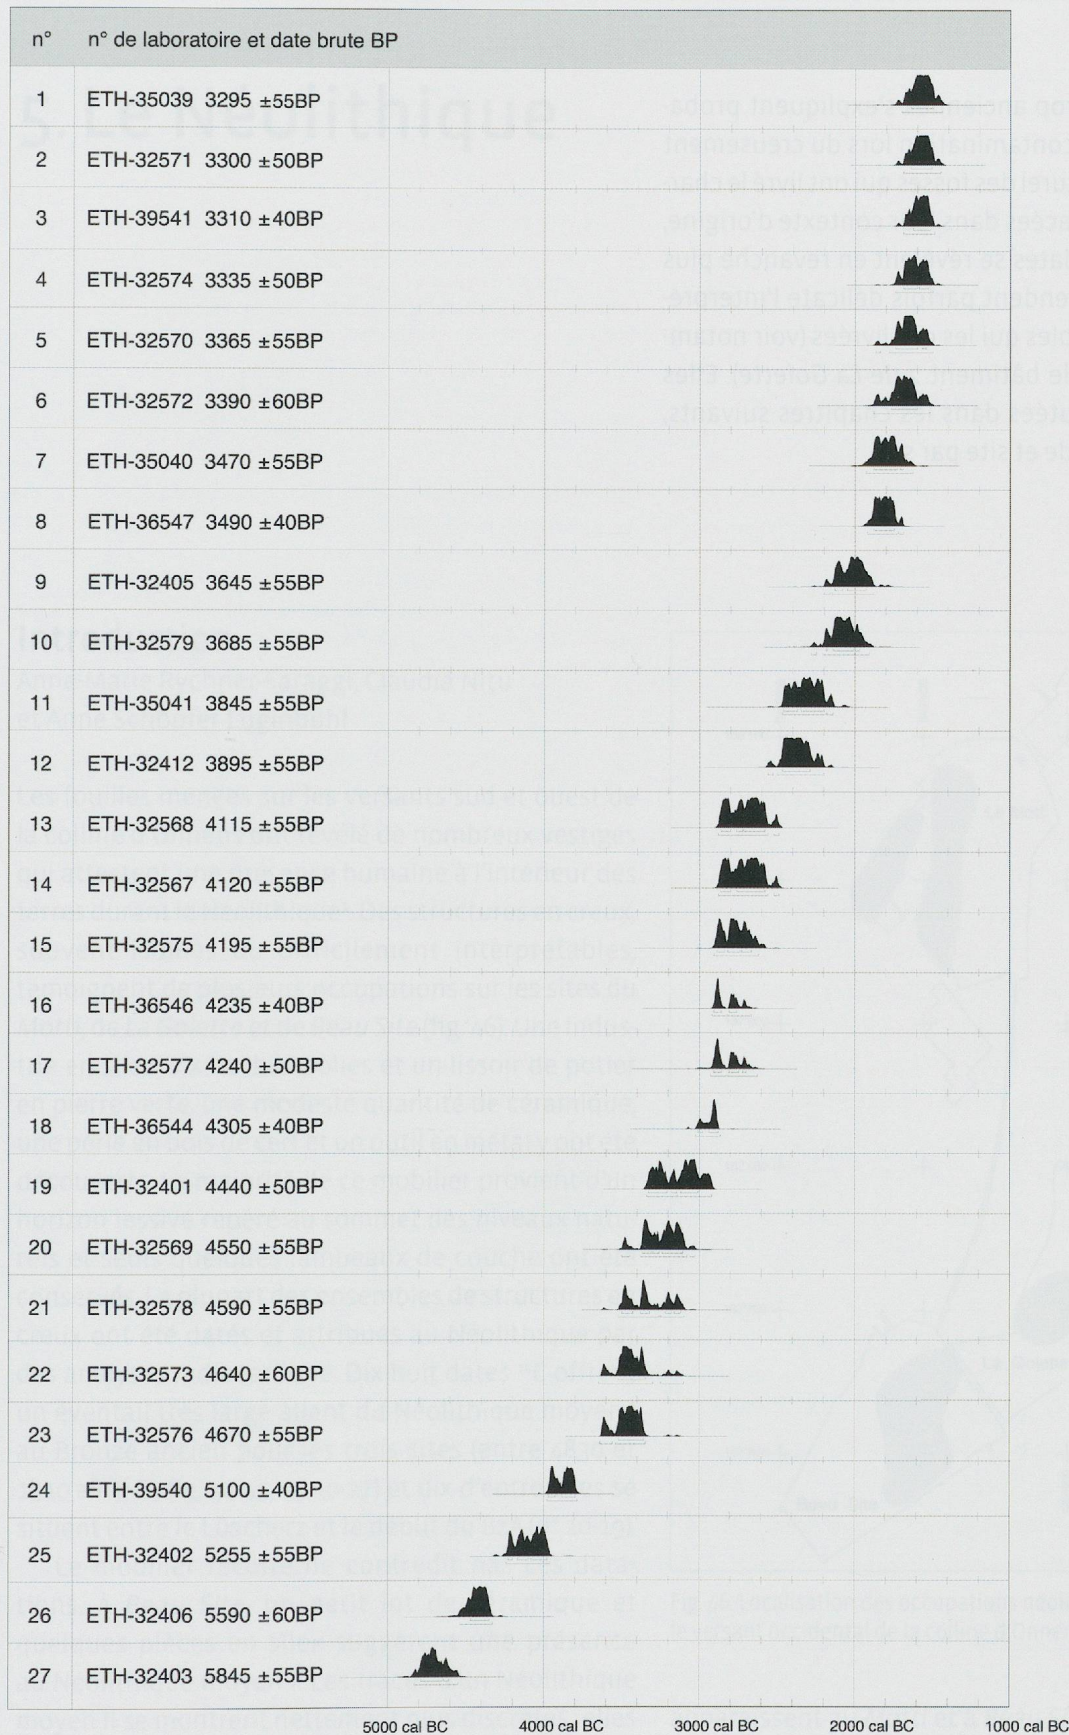 n° n° de laboratoire et date brute BP
1 ETH-35039 3295 ±55BP
2 ETH-32571 3300 ±50BP
3 ETH-39541 3310 ±40BP
4 ETH-32574 3335 ±50BP
5 ETH-32570 3365 ±55BP
6 ETH-32572 3390 ±60BP
7 ETH-35040 3470 ±55BP
8 ETH-36547 3490 ±40BP
9 ETH-32405 3645 ±55BP
10 ETH-32579 3685 ±55BP
11 ETH-35041 3845 ±55BP
12 ETH-32412 3895 ±55BP
13 ETH-32568 4115 ±55BP
14 ETH-32567 4120 ±55BP
15 ETH-32575 4195 ±55BP
16 ETH-36546 4235 ±40BP
17 ETH-32577 4240 ±50BP
18 ETH-36544 4305 ±40BP
19 ETH-32401 4440 ±50BP
20 ETH-32569 4550 ±55BP
21 ETH-32578 4590 ±55BP
22 ETH-32573 4640 ±60BP
23 ETH-32576 4670 ±55BP
24 ETH-39540 5100 ±40BP
25 ETH-32402 5255 ±55BP
26 ETH-32406 5590 ±60BP
27 ETH-32403 5845 ±55BP
5000 cal BC 4000 cal BC 3000 cal BC 2000 cal BC 1000 cal BC